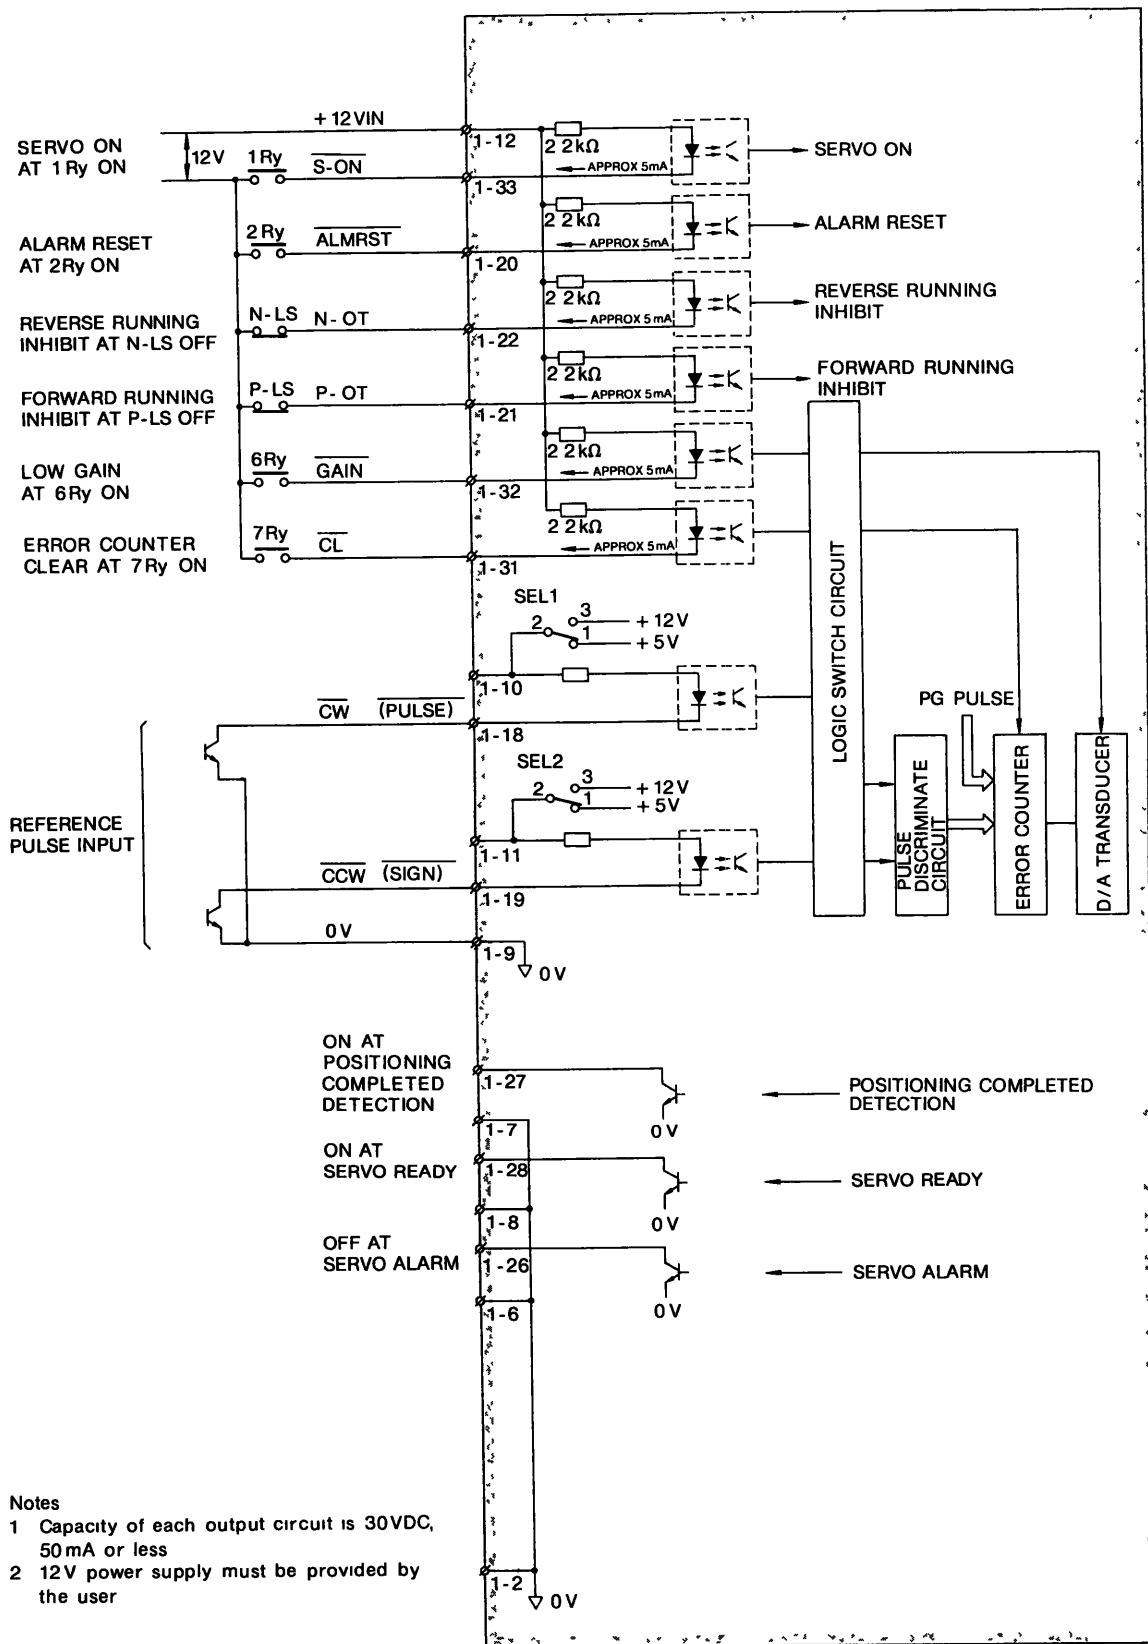 +12VIN
SERVO ON
AT 1Ry ON
12V
1Ry
S-ON
1-12
1-33
2 2kΩ
APPROX 5mA
SERVO ON
ALARM RESET
AT 2Ry ON
2Ry
ALMRST
1-20
2 2kΩ
APPROX 5mA
ALARM RESET
REVERSE RUNNING
INHIBIT AT N-LS OFF
N-LS
N-OT
1-22
2 2kΩ
APPROX 5mA
REVERSE RUNNING
INHIBIT
FORWARD RUNNING
INHIBIT AT P-LS OFF
P-LS
P-OT
1-21
2 2kΩ
APPROX 5mA
FORWARD RUNNING
INHIBIT
LOW GAIN
AT 6Ry ON
6Ry
GAIN
1-32
2 2kΩ
APPROX 5mA
ERROR COUNTER
CLEAR AT 7Ry ON
7Ry
CL
1-31
2 2kΩ
APPROX 5mA
SEL1
3
+12V
2
1
+5V
1-10
CW (PULSE)
1-18
SEL2
3
+12V
2
1
+5V
1-11
CCW (SIGN)
1-19
REFERENCE
PULSE INPUT
0V
1-9
0V
LOGIC SWITCH CIRCUIT
PG PULSE
PULSE
DISCRIMINATE
CIRCUIT
ERROR COUNTER
D/A TRANSDUCER
ON AT
POSITIONING
COMPLETED
DETECTION
1-27
0V
POSITIONING COMPLETED
DETECTION
1-7
ON AT
SERVO READY
1-28
0V
SERVO READY
1-8
OFF AT
SERVO ALARM
1-26
0V
SERVO ALARM
1-6
1-2
0V
Notes
1 Capacity of each output circuit is 30VDC,
50mA or less
2 12V power supply must be provided by
the user